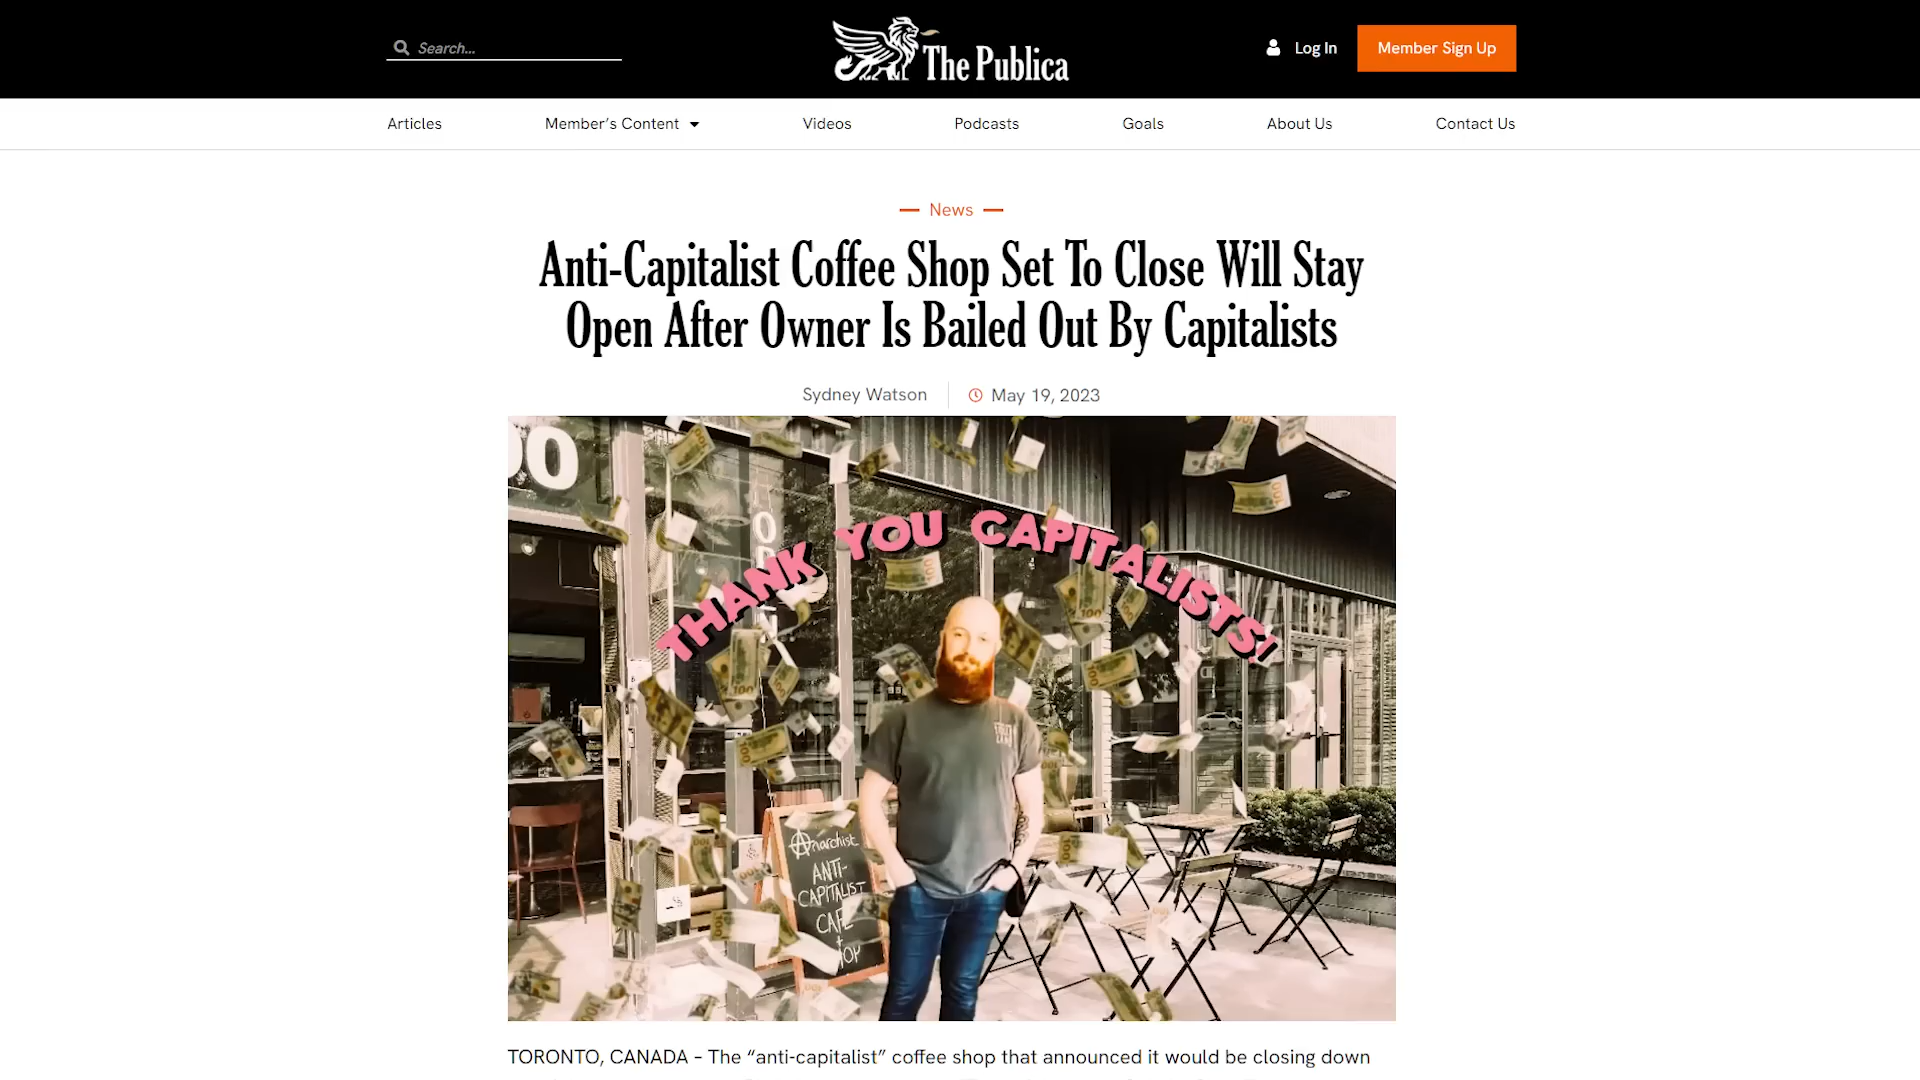 Search...
The Publica
Log In
Member Sign Up
Articles
Member's Content
Videos
Podcasts
Goals
About Us
Contact Us
News
Anti-Capitalist Coffee Shop Set To Close Will Stay
Open After Owner Is Bailed Out By Capitalists
Sydney Watson
May 19, 2023
THANK YOU CAPITALISTS!
Anarchist
ANTI-
CAPITALIST
CAFE
+
TORONTO, CANADA – The “anti-capitalist” coffee shop that announced it would be closing down